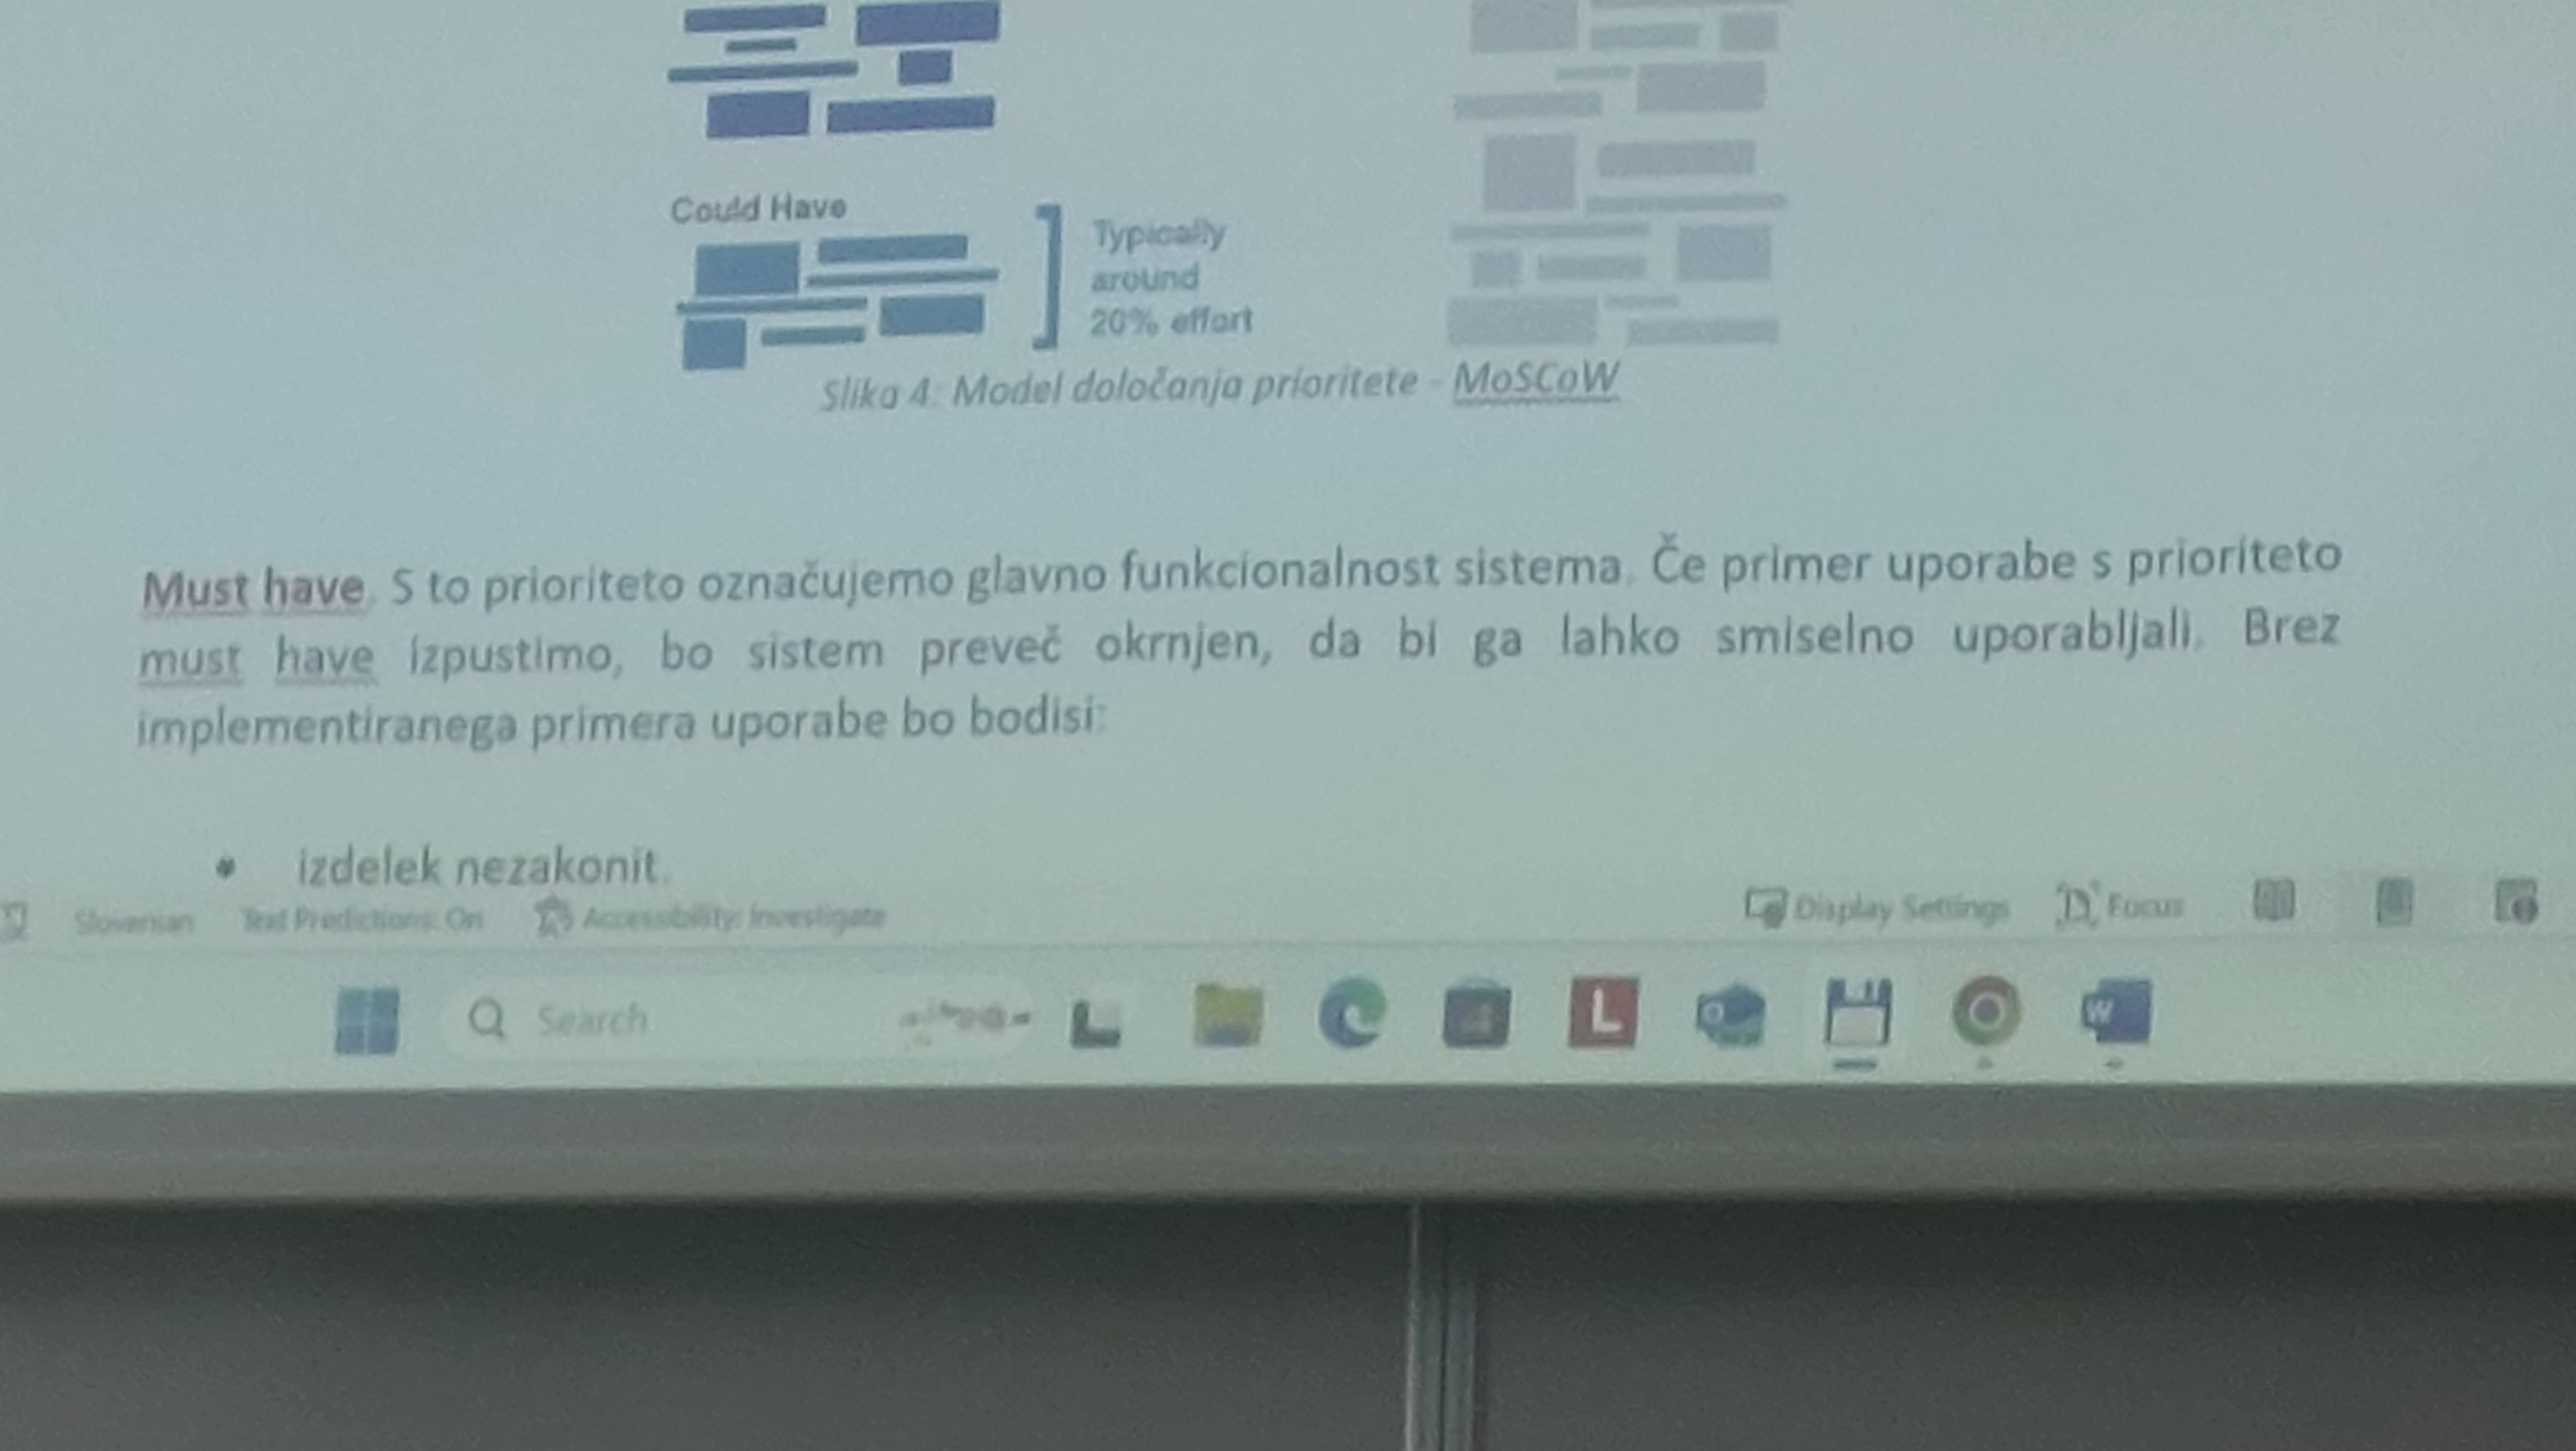 Could Have
Typically
around
20% effort
Slika 4: Model določanja prioritete - MoSCoW
Must have. S to prioriteto označujemo glavno funkcionalnost sistema. Če primer uporabe s prioriteto
must have izpustimo, bo sistem preveč okrnjen, da bi ga lahko smiselno uporabljali. Brez
implementiranega primera uporabe bo bodisi:
• izdelek nezakonit.
Slovenian Text Predictions: On Accessibility: Investigate Display Settings Focus
Search
L
W